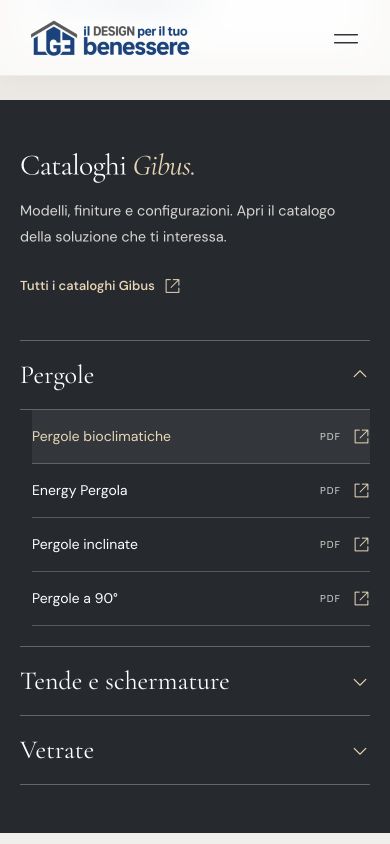 LGE il DESIGN per il tuo
benessere
Cataloghi Gibus.
Modelli, finiture e configurazioni. Apri il catalogo
della soluzione che ti interessa.
Tutti i cataloghi Gibus
Pergole
Pergole bioclimatiche PDF
Energy Pergola PDF
Pergole inclinate PDF
Pergole a 90° PDF
Tende e schermature
Vetrate